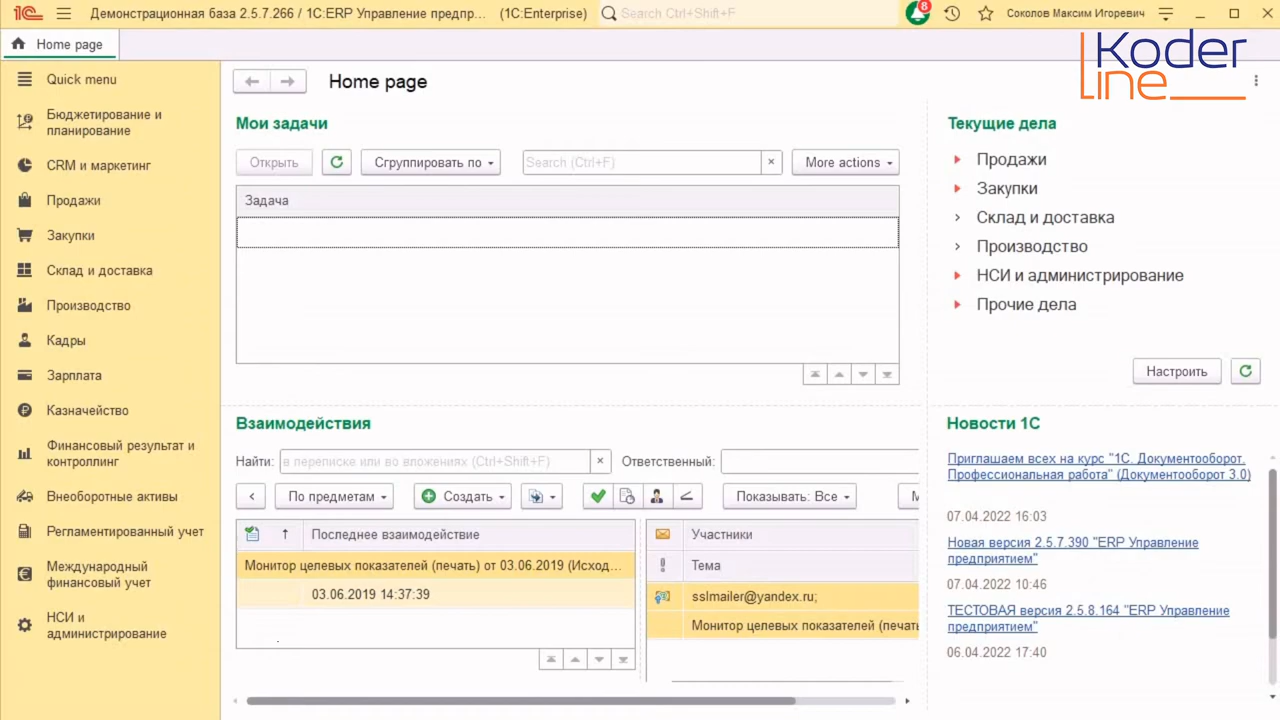 1С Демонстрационная база 2.5.7.266 / 1С:ERP Управление предпр... (1C:Enterprise) Search Ctrl+Shift+F 8 Соколов Максим Игоревич
Home page
Koder
line
Quick menu
Бюджетирование и
планирование
CRM и маркетинг
Продажи
Закупки
Склад и доставка
Производство
Кадры
Зарплата
Казначейство
Финансовый результат и
контроллинг
Внеоборотные активы
Регламентированный учет
Международный
финансовый учет
НСИ и
администрирование
Home page
Мои задачи
Открыть Сгруппировать по Search (Ctrl+F) × More actions
Задача
Текущие дела
Продажи
Закупки
Склад и доставка
Производство
НСИ и администрирование
Прочие дела
Настроить
Взаимодействия
Найти: в переписке или во вложениях (Ctrl+Shift+F) × Ответственный:
По предметам Создать Показывать: Все
Последнее взаимодействие
Монитор целевых показателей (печать) от 03.06.2019 (Исход...
03.06.2019 14:37:39
Участники
Тема
sslmailer@yandex.ru;
Монитор целевых показателей (печать
Новости 1С
Приглашаем всех на курс "1С. Документооборот.
Профессиональная работа" (Документооборот 3.0)
07.04.2022 16:03
Новая версия 2.5.7.390 "ERP Управление
предприятием"
07.04.2022 10:46
ТЕСТОВАЯ версия 2.5.8.164 "ERP Управление
предприятием"
06.04.2022 17:40